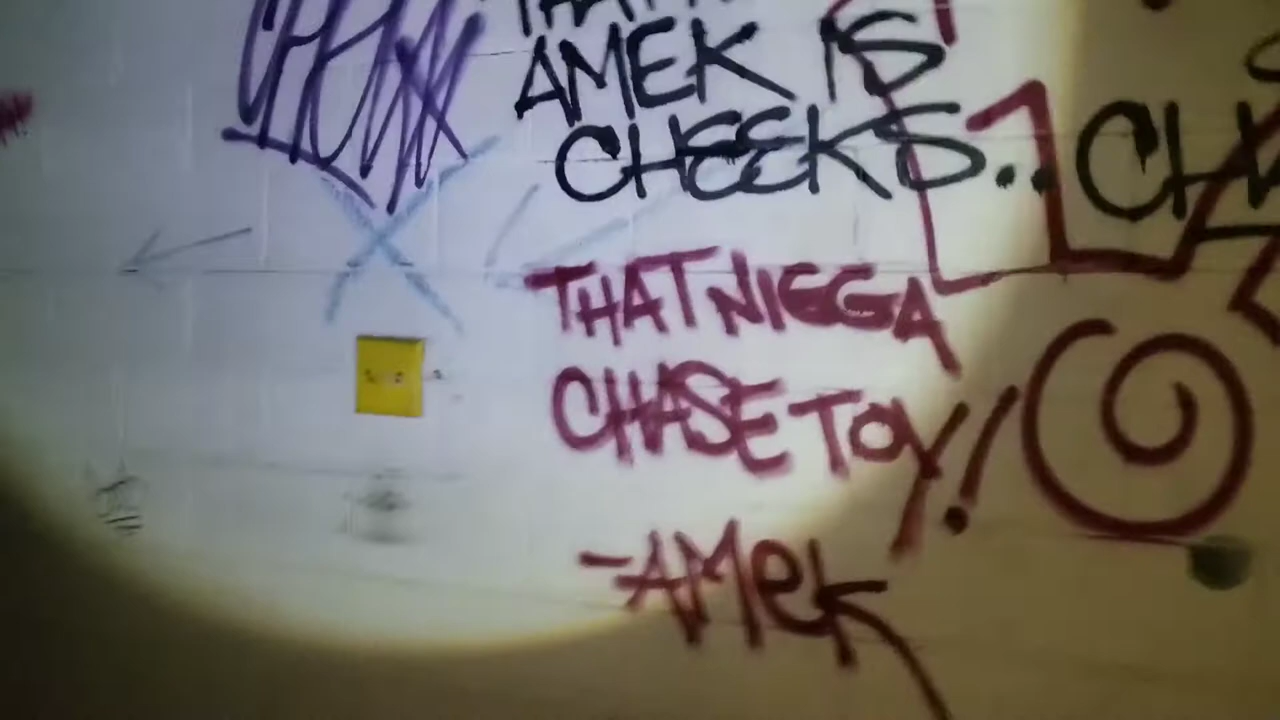 AMEK IS
CHEEKS..
THAT NIGGA
CHASE TOY!
-AMEK